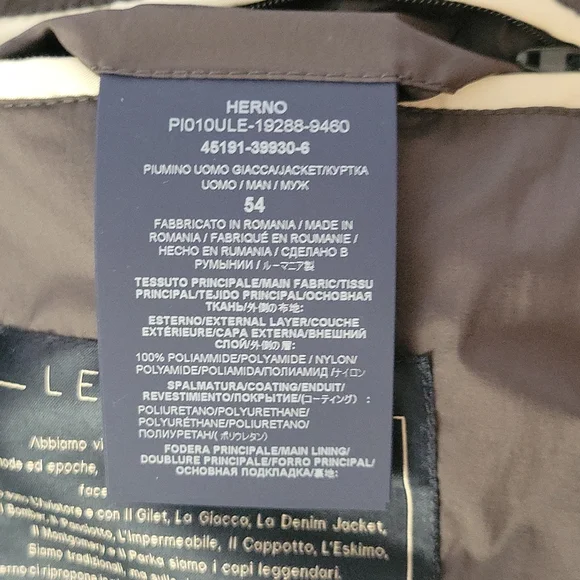 HERNO
PI010ULE-19288-9460
45191-39930-6
PIUMINO UOMO GIACCA/JACKET/КУРТКА
UOMO / MAN / МУЖ
54
FABBRICATO IN ROMANIA / MADE IN
ROMANIA / FABRIQUÉ EN ROUMANIE /
HECHO EN RUMANIA / СДЕЛАНО В
РУМЫНИИ / ルーマニア製
TESSUTO PRINCIPALE/MAIN FABRIC/TISSU
PRINCIPAL/TEJIDO PRINCIPAL/ОСНОВНАЯ
ТКАНЬ/外側の布地:
ESTERNO/EXTERNAL LAYER/COUCHE
EXTÉRIEURE/CAPA EXTERNA/ВНЕШНИЙ
СЛОЙ/外側の層:
100% POLIAMMIDE/POLYAMIDE / NYLON/
POLYAMIDE/POLIAMIDA/ПОЛИАМИД /ナイロン
SPALMATURA/COATING/ENDUIT/
REVESTIMIENTO/ПОКРЫТИЕ/(コーティング) :
POLIURETANO/POLYURETHANE/
POLYURÉTHANE/POLIURETANO/
ПОЛИУРЕТАН/( ポリウレタン)
FODERA PRINCIPALE/MAIN LINING/
DOUBLURE PRINCIPALE/FORRO PRINCIPAL/
ОСНОВНАЯ ПОДКЛАДКА/裏地:
LE
Abbiamo
ed epoche,
e con Il Gilet, La Giacca, La Denim Jacket,
Il Bomber, Il Panciotto, L'Impermeabile, Il Cappotto, L'Eskimo,
Il Montgomery e Il Parka siamo i capi leggendari.
Siamo tradizionali, ma
ci ripropone